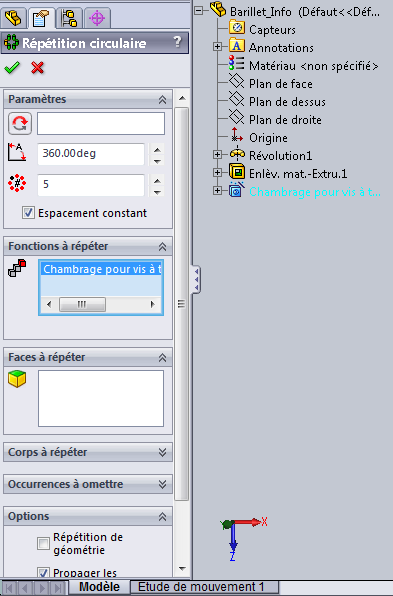 Répétition circulaire
?
Paramètres
360.00deg
5
Espacement constant
Fonctions à répéter
Chambrage pour vis à t
Faces à répéter
Corps à répéter
Occurrences à omettre
Options
Répétition de
géométrie
Propager les
Barillet_Info (Défaut<<Déf...
Capteurs
Annotations
Matériau <non spécifié>
Plan de face
Plan de dessus
Plan de droite
Origine
Révolution1
Enlèv. mat.-Extru.1
Chambrage pour vis à t...
X
Z
Modèle
Etude de mouvement 1